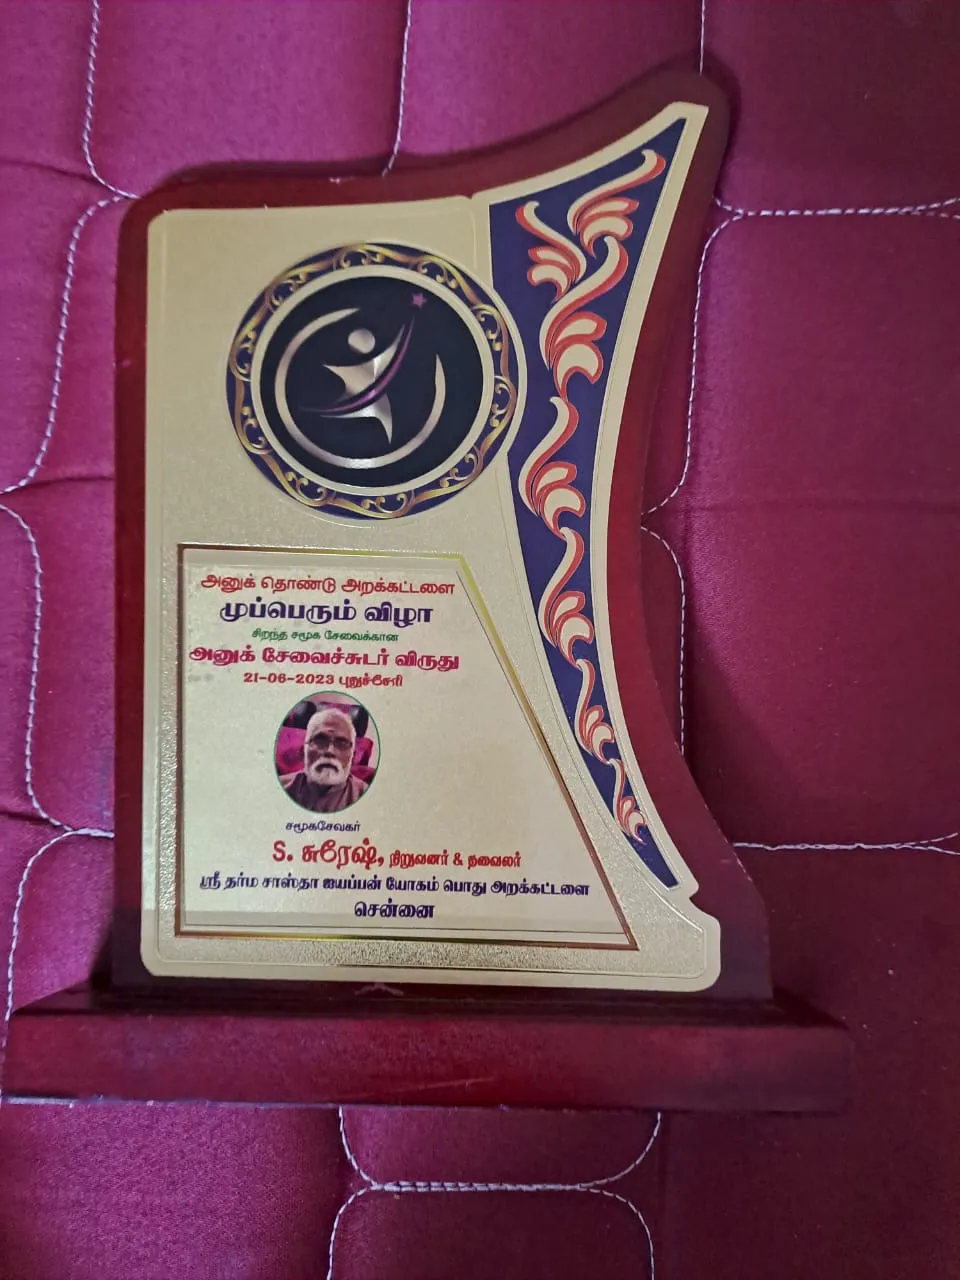 அனுக் தொண்டு அறக்கட்டளை
முப்பெரும் விழா
சிறந்த சமூக சேவைக்கான
அனுக் சேவைச்சுடர் விருது
21-06-2023 புதுச்சேரி
சமூகசேவகர்
S. சுரேஷ், நிறுவனர் & தலைவர்
ஸ்ரீ தர்ம சாஸ்தா ஐயப்பன் யோகம் பொது அறக்கட்டளை
சென்னை